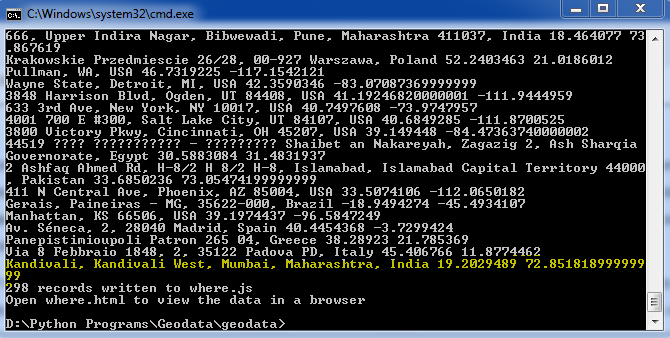 C:\Windows\system32\cmd.exe
666, Upper Indira Nagar, Bibwewadi, Pune, Maharashtra 411037, India 18.464077 73
.867619
Krakowskie Przedmiescie 26/28, 00-927 Warszawa, Poland 52.2403463 21.0186012
Pullman, WA, USA 46.7319225 -117.1542121
Wayne State, Detroit, MI, USA 42.3590346 -83.07087369999999
3848 Harrison Blvd, Ogden, UT 84408, USA 41.19246820000001 -111.9444959
633 3rd Ave, New York, NY 10017, USA 40.7497608 -73.9747957
4001 700 E #300, Salt Lake City, UT 84107, USA 40.6849285 -111.8700525
3800 Victory Pkwy, Cincinnati, OH 45207, USA 39.149448 -84.47363740000002
44519 ???? ??????????? - ????????? Shaibet an Nakareyah, Zagazig 2, Ash Sharqia
Governorate, Egypt 30.5883084 31.4831937
2 Ashfaq Ahmed Rd, H-8/2 H 8/2 H-8, Islamabad, Islamabad Capital Territory 44000
, Pakistan 33.6850236 73.05474199999999
411 N Central Ave, Phoenix, AZ 85004, USA 33.5074106 -112.0650182
Gerais, Paineiras - MG, 35622-000, Brazil -18.9494274 -45.4934107
Manhattan, KS 66506, USA 39.1974437 -96.5847249
Av. Séneca, 2, 28040 Madrid, Spain 40.4454368 -3.7299424
Panepistimioupoli Patron 265 04, Greece 38.28923 21.785369
Via 8 Febbraio 1848, 2, 35122 Padova PD, Italy 45.406766 11.8774462
Kandivali, Kandivali West, Mumbai, Maharashtra, India 19.2029489 72.851818999999
99
298 records written to where.js
Open where.html to view the data in a browser
D:\Python Programs\Geodata\geodata>